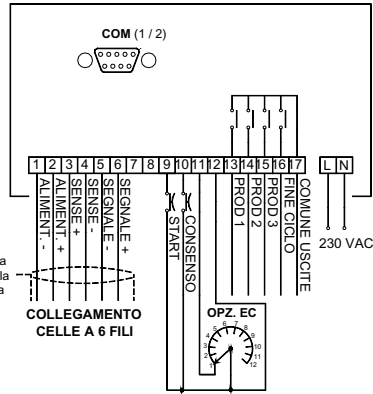 COM (1 / 2)
1 2 3 4 5 6 7 8 9 10 11 12 13 14 15 16 17
L N
ALIMENT. -
ALIMENT. +
SENSE +
SENSE -
SEGNALE -
SEGNALE +
START
CONSENSO
PROD 1
PROD 2
PROD 3
FINE CICLO
COMUNE USCITE
230 VAC
a
la
a
COLLEGAMENTO
CELLE A 6 FILI
OPZ. EC
1 2 3 4 5 6 7 8 9 10 11 12